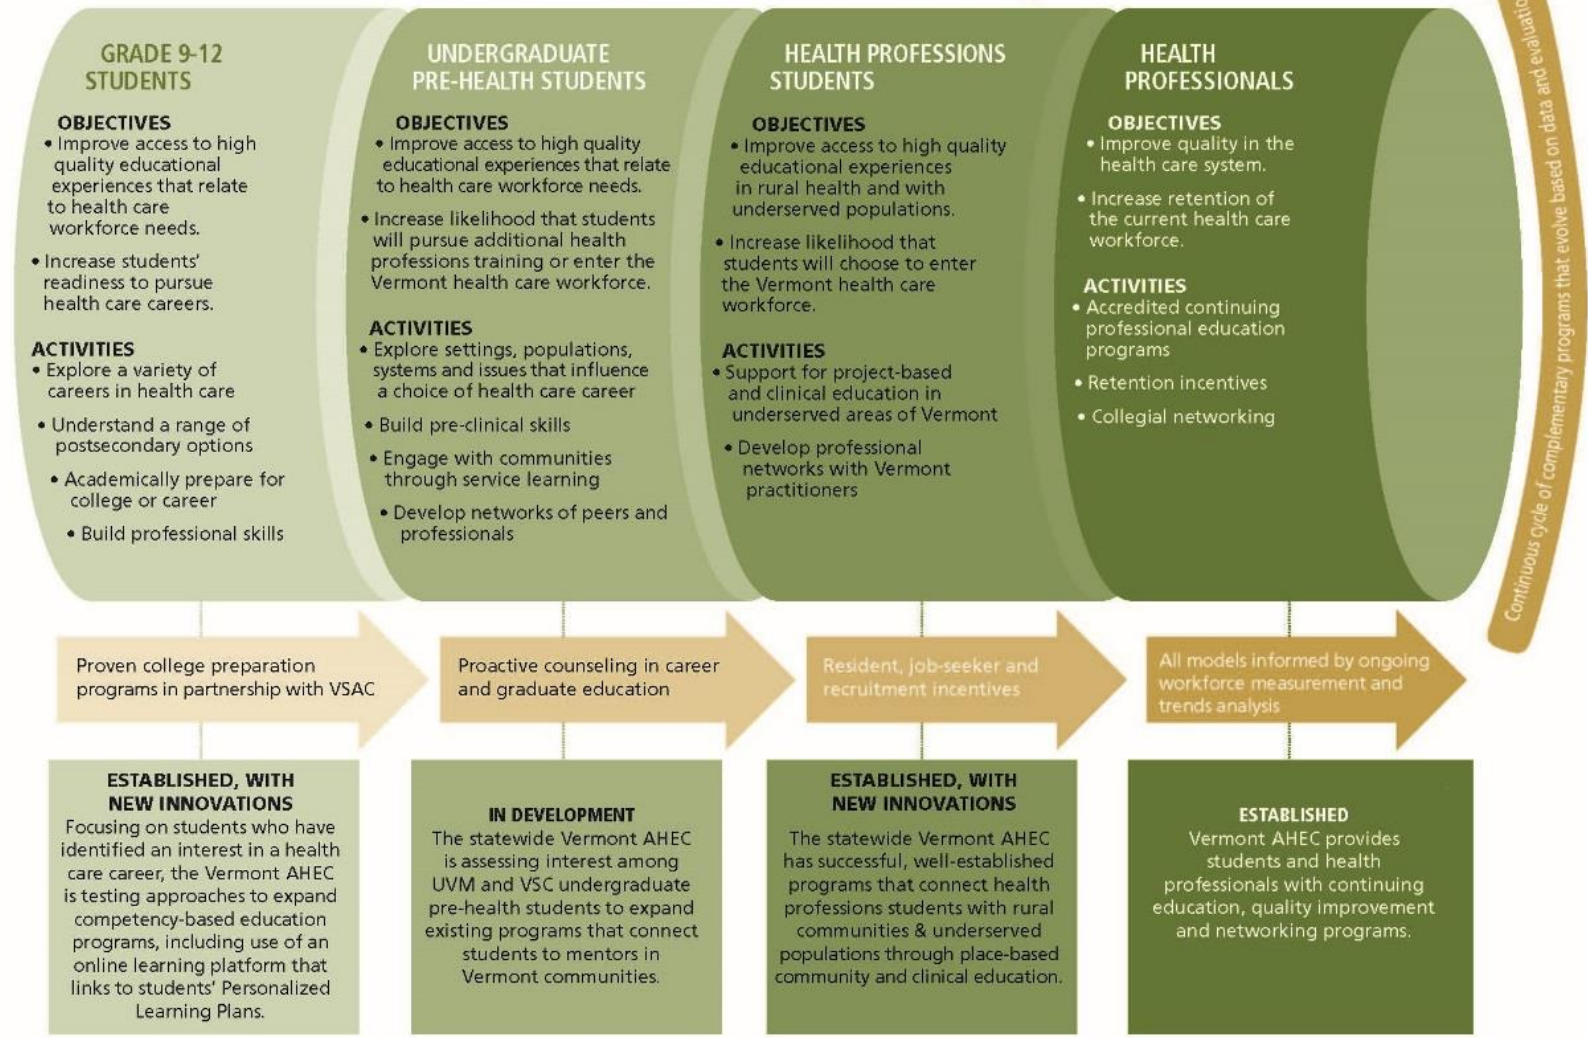 GRADE 9-12
STUDENTS
OBJECTIVES
• Improve access to high
quality educational
experiences that relate
to health care
workforce needs.
• Increase students'
readiness to pursue
health care careers.
ACTIVITIES
• Explore a variety of
careers in health care
• Understand a range of
postsecondary options
• Academically prepare for
college or career
• Build professional skills
UNDERGRADUATE
PRE-HEALTH STUDENTS
OBJECTIVES
• Improve access to high quality
educational experiences that relate
to health care workforce needs.
• Increase likelihood that students
will pursue additional health
professions training or enter the
Vermont health care workforce.
ACTIVITIES
• Explore settings, populations,
systems and issues that influence
a choice of health care career
• Build pre-clinical skills
• Engage with communities
through service learning
• Develop networks of peers and
professionals
HEALTH PROFESSIONS
STUDENTS
OBJECTIVES
• Improve access to high quality
educational experiences
in rural health and with
underserved populations.
• Increase likelihood that
students will choose to enter
the Vermont health care
workforce.
ACTIVITIES
• Support for project-based
and clinical education in
underserved areas of Vermont
• Develop professional
networks with Vermont
practitioners
HEALTH
PROFESSIONALS
OBJECTIVES
• Improve quality in the
health care system.
• Increase retention of
the current health care
workforce.
ACTIVITIES
• Accredited continuing
professional education
programs
• Retention incentives
• Collegial networking
Continuous cycle of complementary programs that evolve based on data and evaluatio
Proven college preparation
programs in partnership with VSAC
Proactive counseling in career
and graduate education
Resident, job-seeker and
recruitment incentives
All models informed by ongoing
workforce measurement and
trends analysis
ESTABLISHED, WITH
NEW INNOVATIONS
Focusing on students who have
identified an interest in a health
care career, the Vermont AHEC
is testing approaches to expand
competency-based education
programs, including use of an
online learning platform that
links to students' Personalized
Learning Plans.
IN DEVELOPMENT
The statewide Vermont AHEC
is assessing interest among
UVM and VSC undergraduate
pre-health students to expand
existing programs that connect
students to mentors in
Vermont communities.
ESTABLISHED, WITH
NEW INNOVATIONS
The statewide Vermont AHEC
has successful, well-established
programs that connect health
professions students with rural
communities & underserved
populations through place-based
community and clinical education.
ESTABLISHED
Vermont AHEC provides
students and health
professionals with continuing
education, quality improvement
and networking programs.